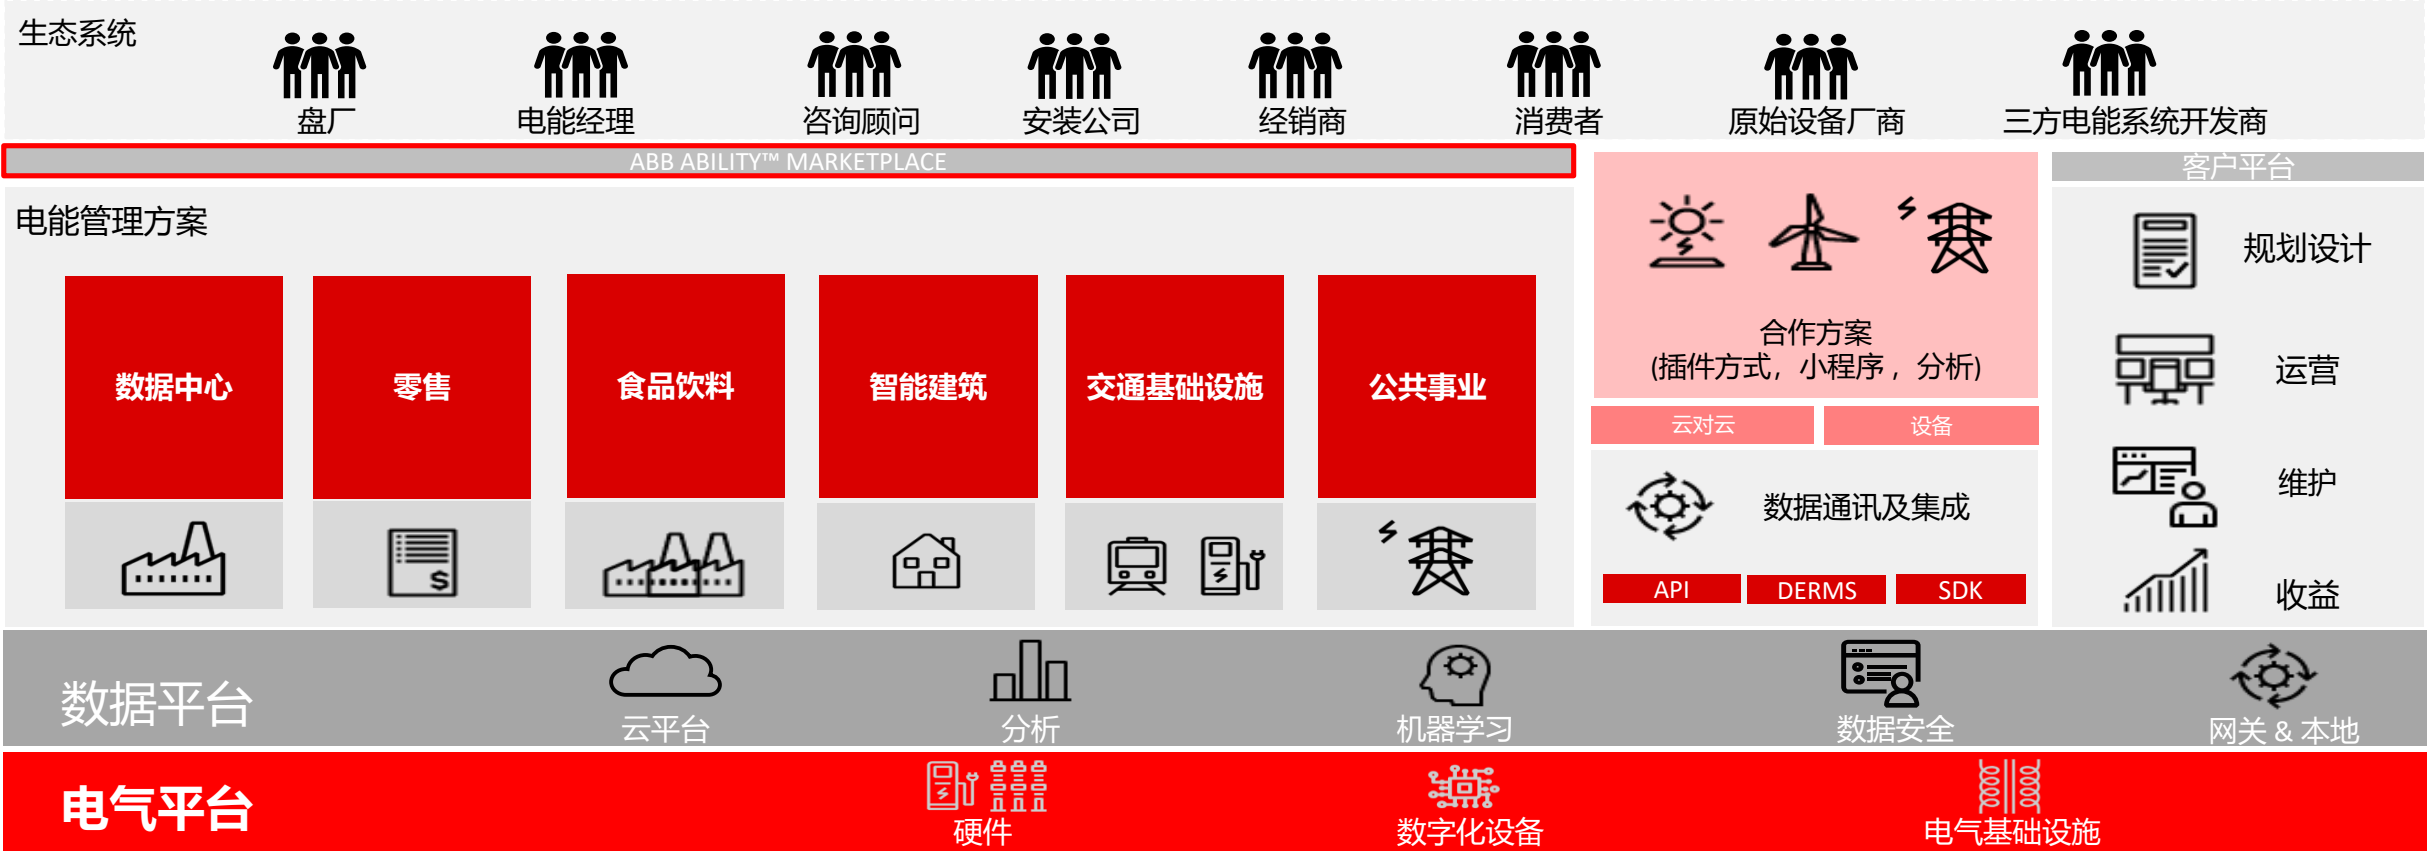 生态系统
盘厂
电能经理
咨询顾问
安装公司
经销商
消费者
原始设备厂商
三方电能系统开发商
ABB ABILITY™ MARKETPLACE
客户平台
电能管理方案
数据中心
零售
食品饮料
智能建筑
交通基础设施
公共事业
合作方案
(插件方式，小程序，分析)
云对云
设备
数据通讯及集成
API
DERMS
SDK
规划设计
运营
维护
收益
数据平台
云平台
分析
机器学习
数据安全
网关 & 本地
电气平台
硬件
数字化设备
电气基础设施